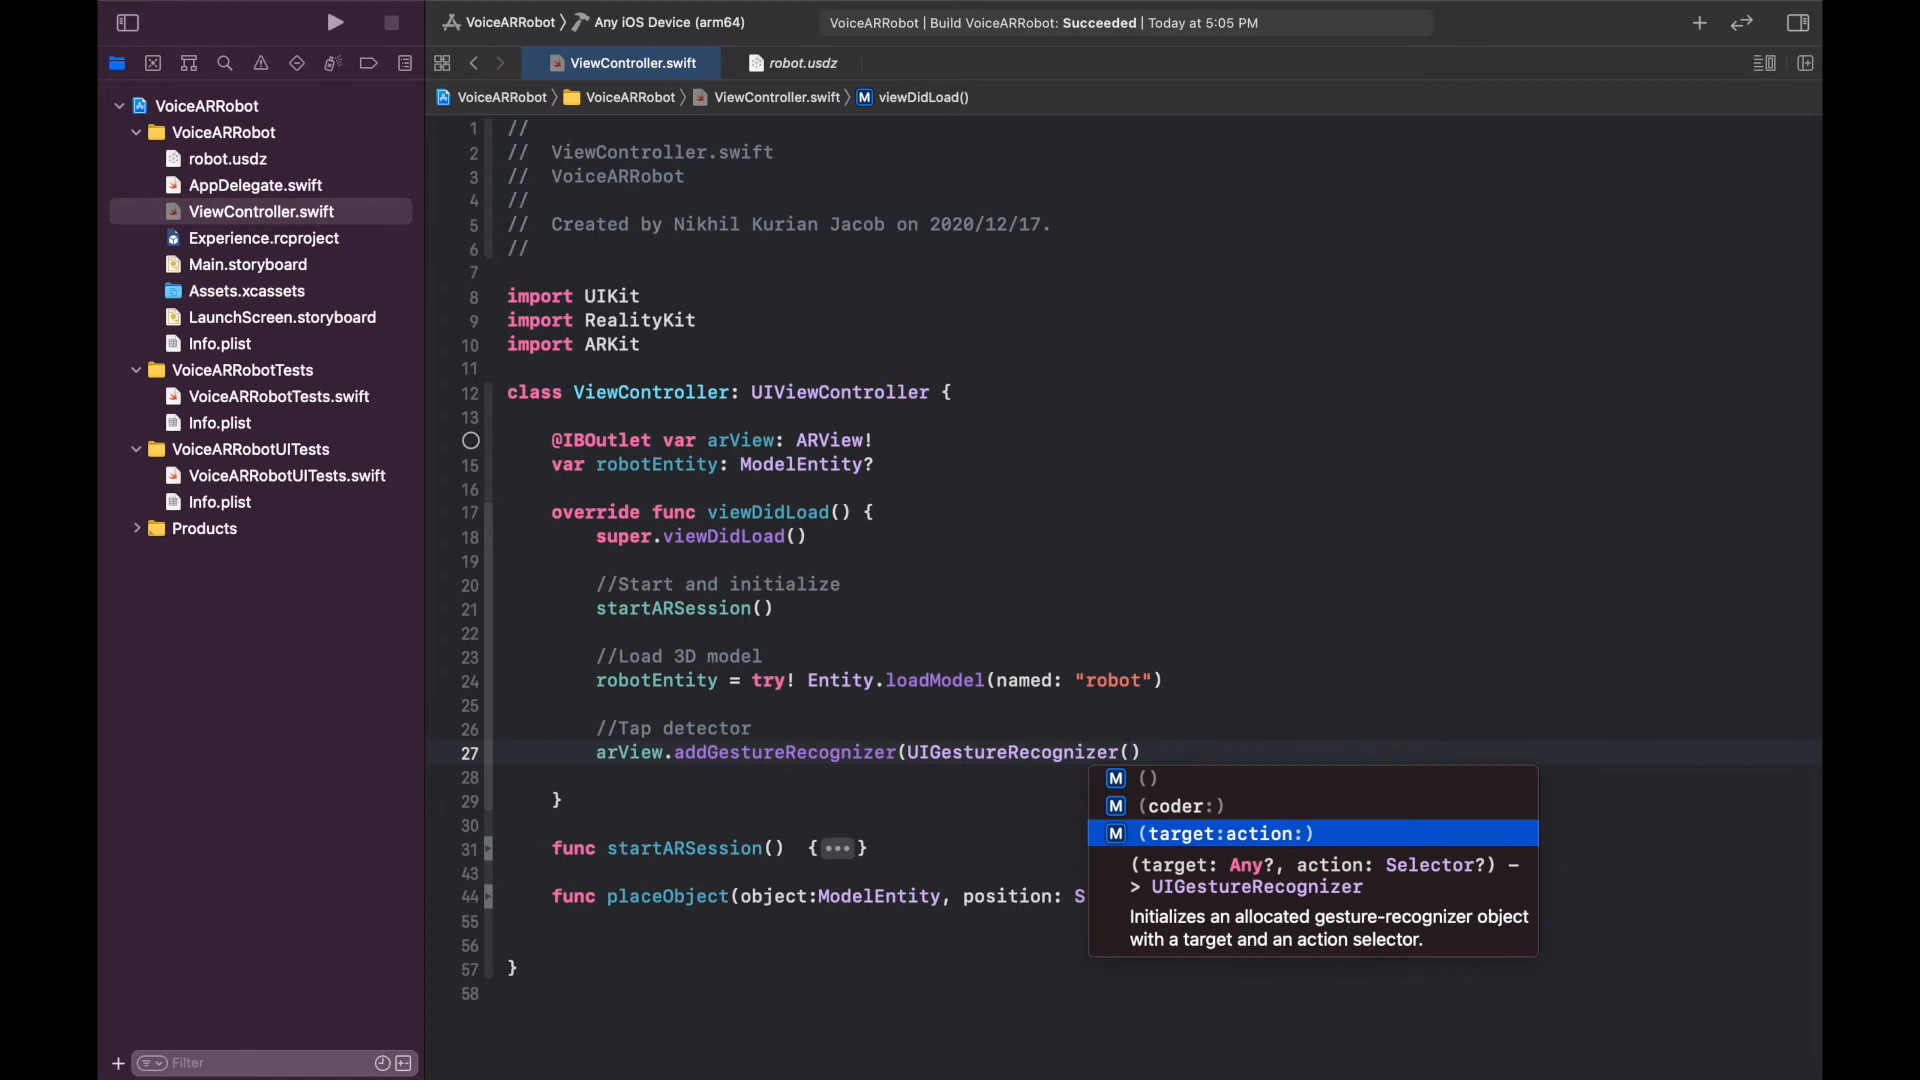 VoiceARRobot 〉 Any iOS Device (arm64)
VoiceARRobot | Build VoiceARRobot: Succeeded | Today at 5:05 PM
ViewController.swift
robot.usdz
VoiceARRobot 〉 VoiceARRobot 〉 ViewController.swift 〉 M viewDidLoad()
VoiceARRobot
VoiceARRobot
robot.usdz
AppDelegate.swift
ViewController.swift
Experience.rcproject
Main.storyboard
Assets.xcassets
LaunchScreen.storyboard
Info.plist
VoiceARRobotTests
VoiceARRobotTests.swift
Info.plist
VoiceARRobotUITests
VoiceARRobotUITests.swift
Info.plist
Products
Filter
1 //
2 //  ViewController.swift
3 //  VoiceARRobot
4 //
5 //  Created by Nikhil Kurian Jacob on 2020/12/17.
6 //
7
8 import UIKit
9 import RealityKit
10 import ARKit
11
12 class ViewController: UIViewController {
13
@IBOutlet var arView: ARView!
15 var robotEntity: ModelEntity?
16
17 override func viewDidLoad() {
18 super.viewDidLoad()
19
20 //Start and initialize
21 startARSession()
22
23 //Load 3D model
24 robotEntity = try! Entity.loadModel(named: "robot")
25
26 //Tap detector
27 arView.addGestureRecognizer(UIGestureRecognizer()
28
29 }
30
31 func startARSession()  {•••}
43
44 func placeObject(object:ModelEntity, position: S
55
56
57 }
58
M ()
M (coder:)
M (target:action:)
(target: Any?, action: Selector?) –
> UIGestureRecognizer
Initializes an allocated gesture-recognizer object
with a target and an action selector.